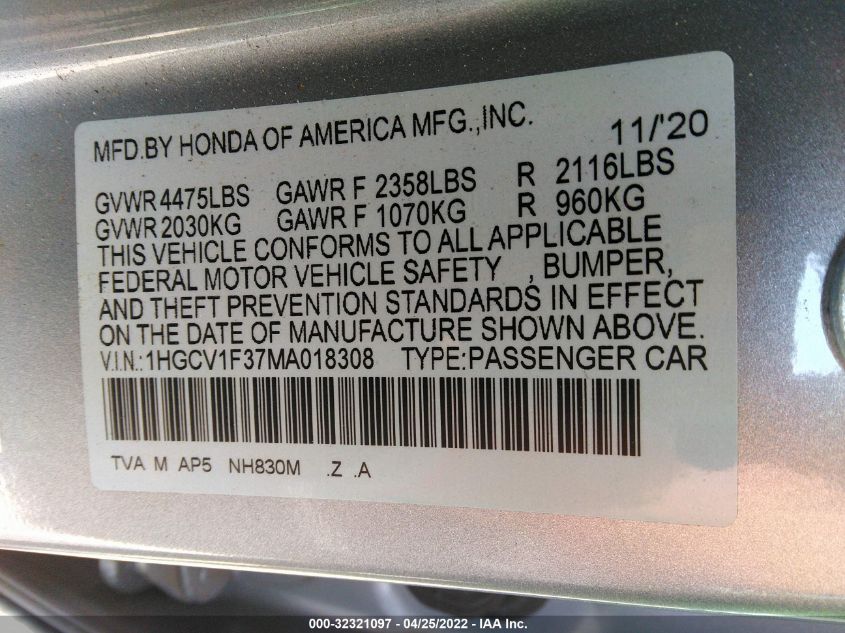 MFD.BY HONDA OF AMERICA MFG.,INC. 11/'20
GVWR 4475LBS GAWR F 2358LBS R 2116LBS
GVWR 2030KG GAWR F 1070KG R 960KG
THIS VEHICLE CONFORMS TO ALL APPLICABLE
FEDERAL MOTOR VEHICLE SAFETY , BUMPER,
AND THEFT PREVENTION STANDARDS IN EFFECT
ON THE DATE OF MANUFACTURE SHOWN ABOVE.
V.I.N.:1HGCV1F37MA018308 TYPE:PASSENGER CAR
TVA M AP5 NH830M .Z .A
000-32321097 - 04/25/2022 - IAA Inc.